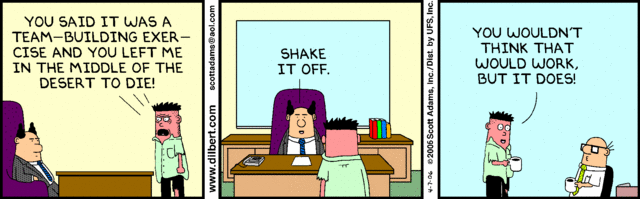 YOU SAID IT WAS A
TEAM-BUILDING EXER-
CISE AND YOU LEFT ME
IN THE MIDDLE OF THE
DESERT TO DIE!
www.dilbert.com
scottadams@aol.com
SHAKE
IT OFF.
4-7-06 © 2006 Scott Adams, Inc./Dist. by UFS, Inc.
YOU WOULDN'T
THINK THAT
WOULD WORK,
BUT IT DOES!